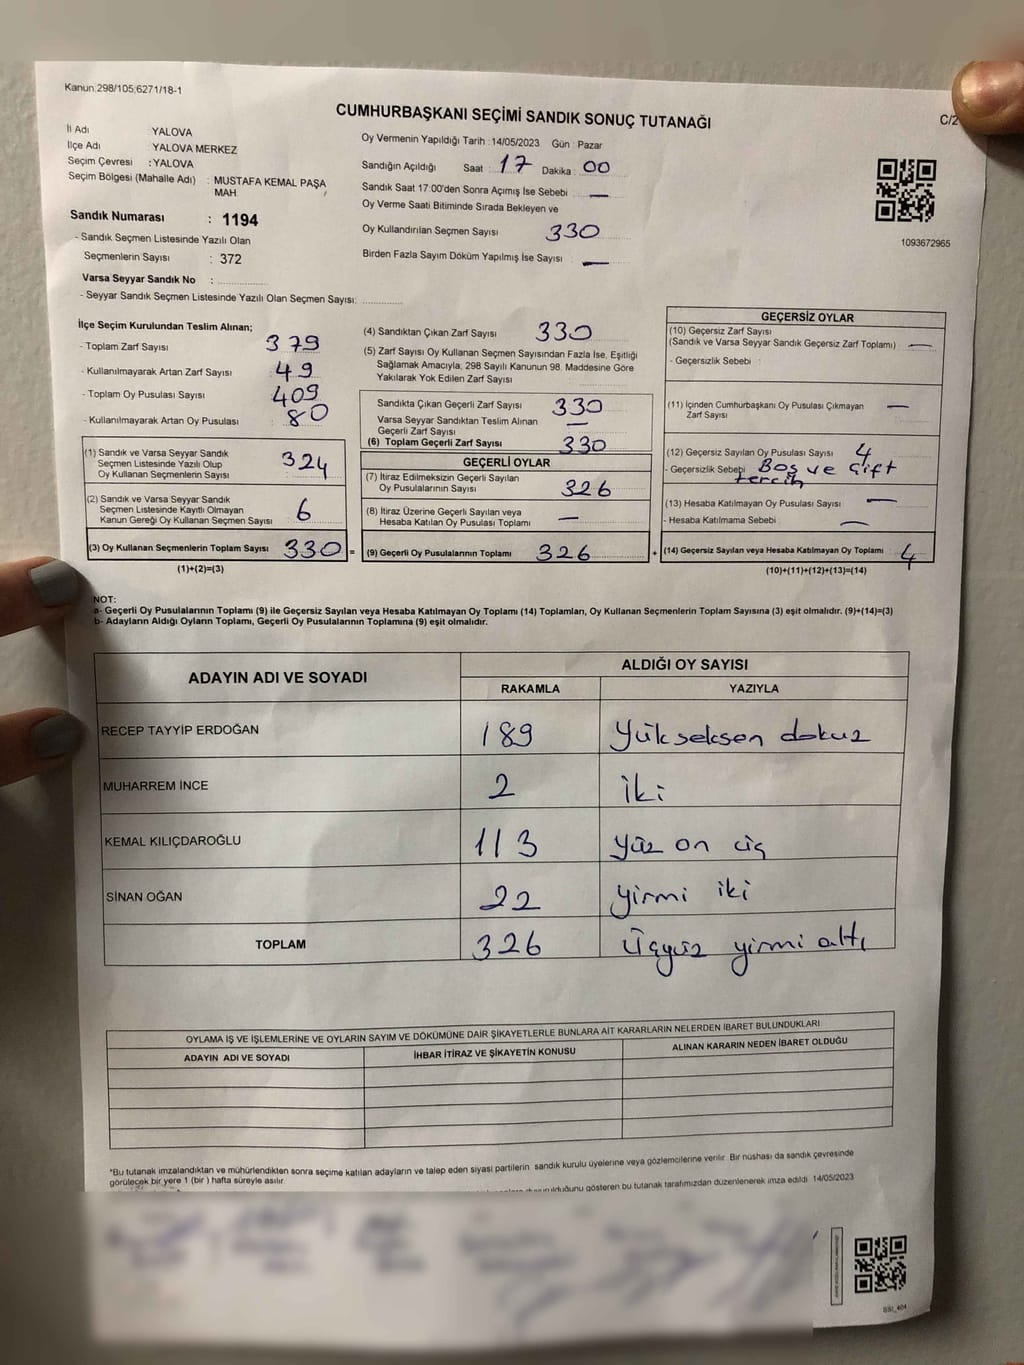 Kanun:298/105;6271/18-1
CUMHURBAŞKANI SEÇİMİ SANDIK SONUÇ TUTANAĞI
C/2
İl Adı YALOVA
İlçe Adı YALOVA MERKEZ
Seçim Çevresi :YALOVA
Seçim Bölgesi (Mahalle Adı) : MUSTAFA KEMAL PAŞA
MAH
Sandık Numarası : 1194
- Sandık Seçmen Listesinde Yazılı Olan
Seçmenlerin Sayısı : 372
Varsa Seyyar Sandık No :
- Seyyar Sandık Seçmen Listesinde Yazılı Olan Seçmen Sayısı:
Oy Vermenin Yapıldığı Tarih :14/05/2023 Gün : Pazar
Sandığın Açıldığı Saat : 17 Dakika : 00
Sandık Saat 17:00'den Sonra Açımış İse Sebebi : —
Oy Verme Saati Bitiminde Sırada Bekleyen ve
Oy Kullandırılan Seçmen Sayısı 330
Birden Fazla Sayım Döküm Yapılmış İse Sayısı : —
1093672965
İlçe Seçim Kurulundan Teslim Alınan;
- Toplam Zarf Sayısı : 379
- Kullanılmayarak Artan Zarf Sayısı : 49
- Toplam Oy Pusulası Sayısı : 409
- Kullanılmayarak Artan Oy Pusulası : 80
(1) Sandık ve Varsa Seyyar Sandık
Seçmen Listesinde Yazılı Olup
Oy Kullanan Seçmenlerin Sayısı : 324
(2) Sandık ve Varsa Seyyar Sandık
Seçmen Listesinde Kayıtlı Olmayan
Kanun Gereği Oy Kullanan Seçmen Sayısı : 6
(3) Oy Kullanan Seçmenlerin Toplam Sayısı : 330 =
(1)+(2)=(3)
(4) Sandıktan Çıkan Zarf Sayısı 330
(5) Zarf Sayısı Oy Kullanan Seçmen Sayısından Fazla İse, Eşitliği
Sağlamak Amacıyla, 298 Sayılı Kanunun 98. Maddesine Göre
Yakılarak Yok Edilen Zarf Sayısı
Sandıkta Çıkan Geçerli Zarf Sayısı 330
Varsa Seyyar Sandıktan Teslim Alınan
Geçerli Zarf Sayısı —
(6) Toplam Geçerli Zarf Sayısı 330
GEÇERLİ OYLAR
(7) İtiraz Edilmeksizin Geçerli Sayılan
Oy Pusulalarının Sayısı 326
(8) İtiraz Üzerine Geçerli Sayılan veya
Hesaba Katılan Oy Pusulası Toplamı —
(9) Geçerli Oy Pusulalarının Toplamı 326 +
GEÇERSİZ OYLAR
(10) Geçersiz Zarf Sayısı
(Sandık ve Varsa Seyyar Sandık Geçersiz Zarf Toplamı) —
- Geçersizlik Sebebi :
(11) İçinden Cumhurbaşkanı Oy Pusulası Çıkmayan
Zarf Sayısı —
(12) Geçersiz Sayılan Oy Pusulası Sayısı 4
- Geçersizlik Sebebi : Boş ve Çift
tercih
(13) Hesaba Katılmayan Oy Pusulası Sayısı —
- Hesaba Katılmama Sebebi : —
(14) Geçersiz Sayılan veya Hesaba Katılmayan Oy Toplamı 4
(10)+(11)+(12)+(13)=(14)
NOT:
a- Geçerli Oy Pusulalarının Toplamı (9) ile Geçersiz Sayılan veya Hesaba Katılmayan Oy Toplamı (14) Toplamları, Oy Kullanan Seçmenlerin Toplam Sayısına (3) eşit olmalıdır. (9)+(14)=(3)
b- Adayların Aldığı Oyların Toplamı, Geçerli Oy Pusulalarının Toplamına (9) eşit olmalıdır.
ADAYIN ADI VE SOYADI ALDIĞI OY SAYISI
RAKAMLA YAZIYLA
RECEP TAYYİP ERDOĞAN 189 Yükseksen dokuz
MUHARREM İNCE 2 iki
KEMAL KILIÇDAROĞLU 113 Yüz on üç
SİNAN OĞAN 22 yirmi iki
TOPLAM 326 üçyüz yirmi altı
OYLAMA İŞ VE İŞLEMLERİNE VE OYLARIN SAYIM VE DÖKÜMÜNE DAİR ŞİKAYETLERLE BUNLARA AİT KARARLARIN NELERDEN İBARET BULUNDUKLARI
ADAYIN ADI VE SOYADI İHBAR İTİRAZ VE ŞİKAYETİN KONUSU ALINAN KARARIN NEDEN İBARET OLDUĞU
*Bu tutanak imzalandıktan ve mühürlendikten sonra seçime katılan adayların ve talep eden siyasi partilerin sandık kurulu üyelerine veya gözlemcilerine verilir. Bir nüshası da sandık çevresinde
görülecek bir yere 1 (bir ) hafta süreyle asılır.
gösteren bu tutanak tarafımızdan düzenlenerek imza edildi. 14/05/2023